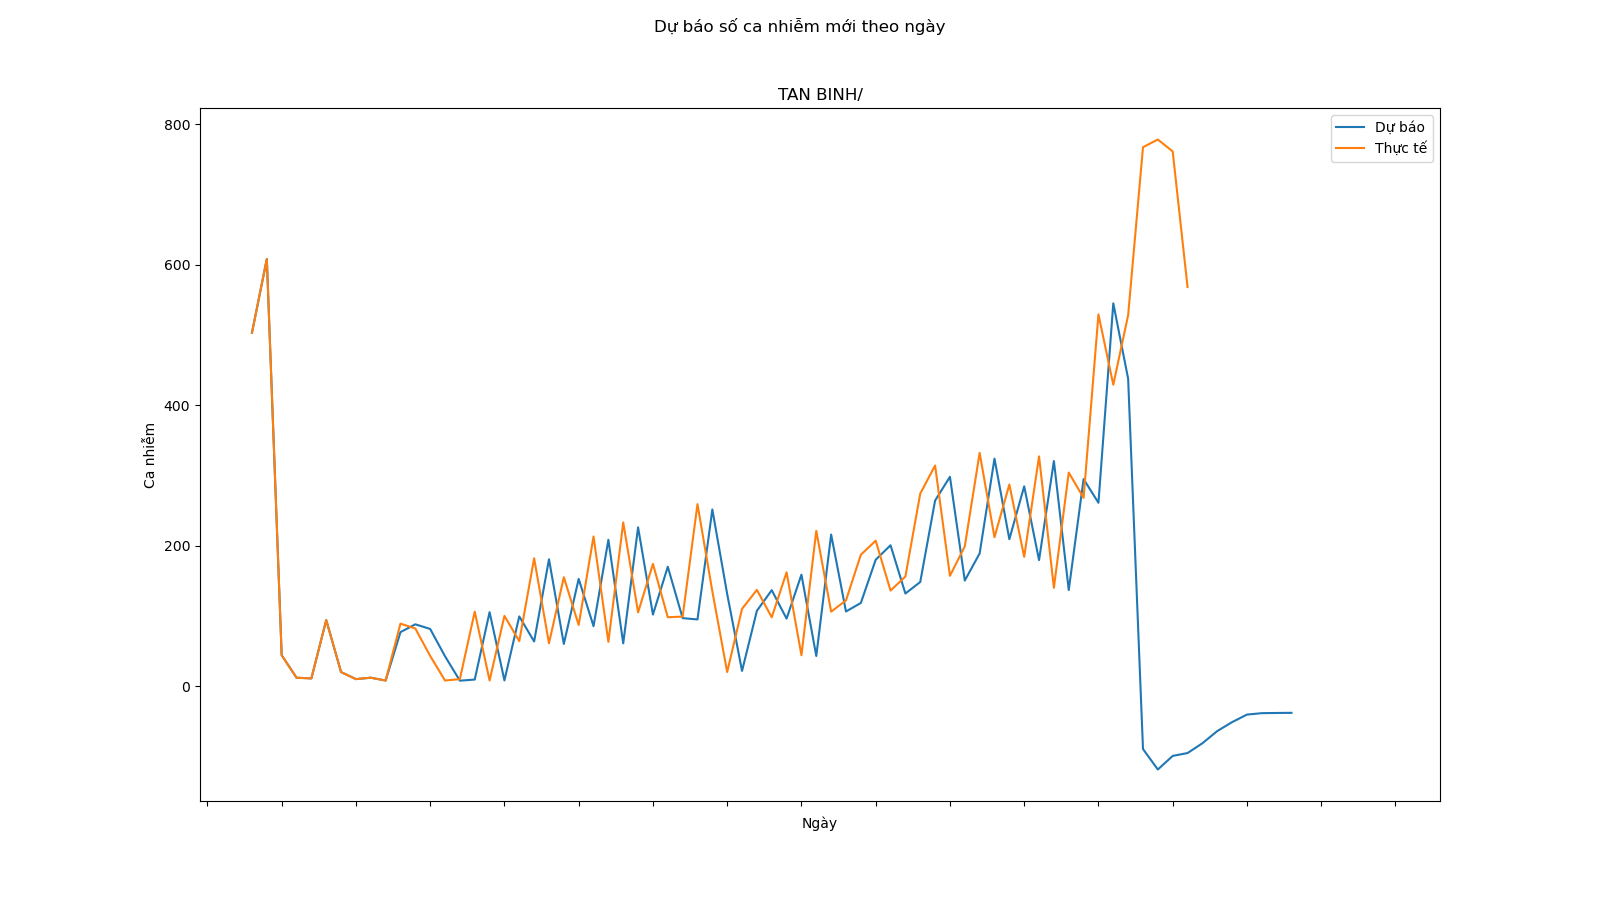 Dự báo số ca nhiễm mới theo ngày
TAN BINH/
800
600
400
200
0
Ca nhiễm
Dự báo
Thực tế
Ngày